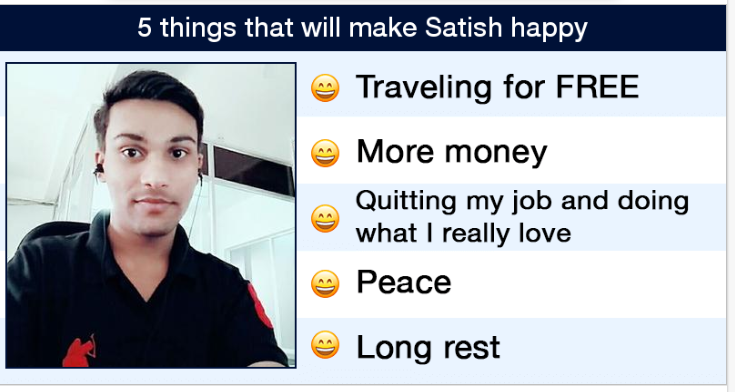 5 things that will make Satish happy
Traveling for FREE
More money
Quitting my job and doing
what I really love
Peace
Long rest